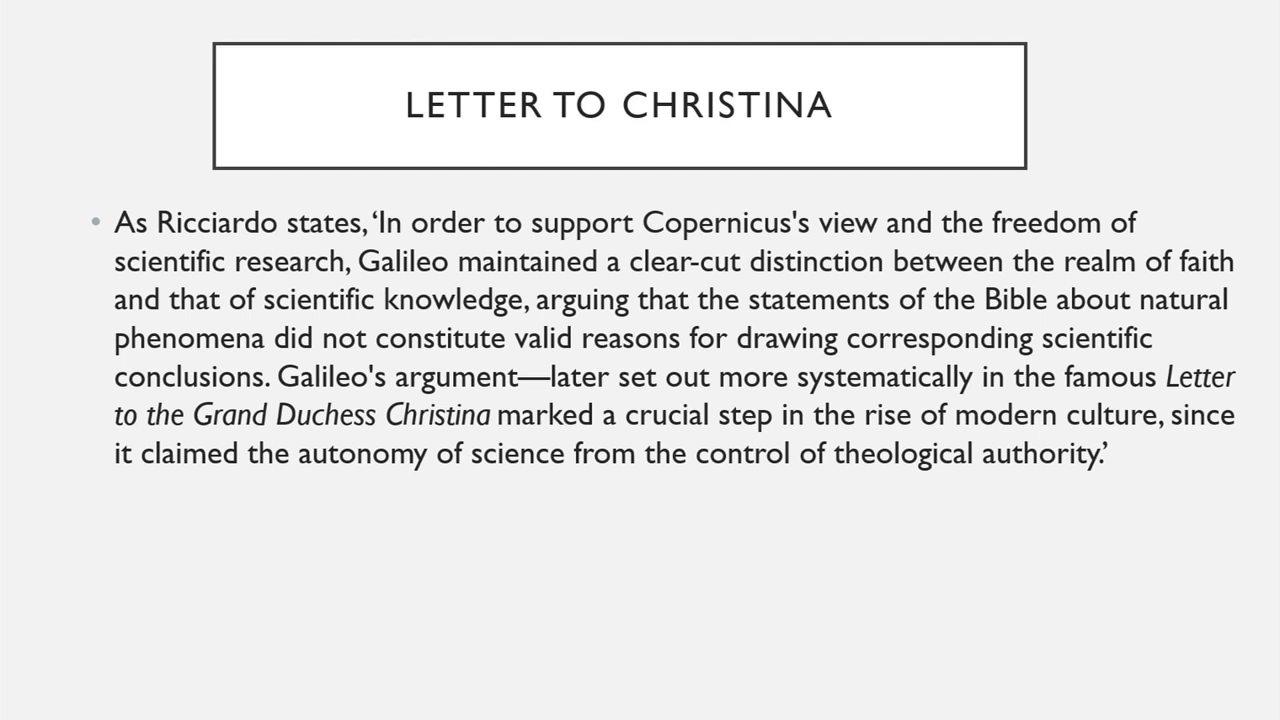 LETTER TO CHRISTINA
• As Ricciardo states, ‘In order to support Copernicus's view and the freedom of
scientific research, Galileo maintained a clear-cut distinction between the realm of faith
and that of scientific knowledge, arguing that the statements of the Bible about natural
phenomena did not constitute valid reasons for drawing corresponding scientific
conclusions. Galileo's argument—later set out more systematically in the famous Letter
to the Grand Duchess Christina marked a crucial step in the rise of modern culture, since
it claimed the autonomy of science from the control of theological authority.’